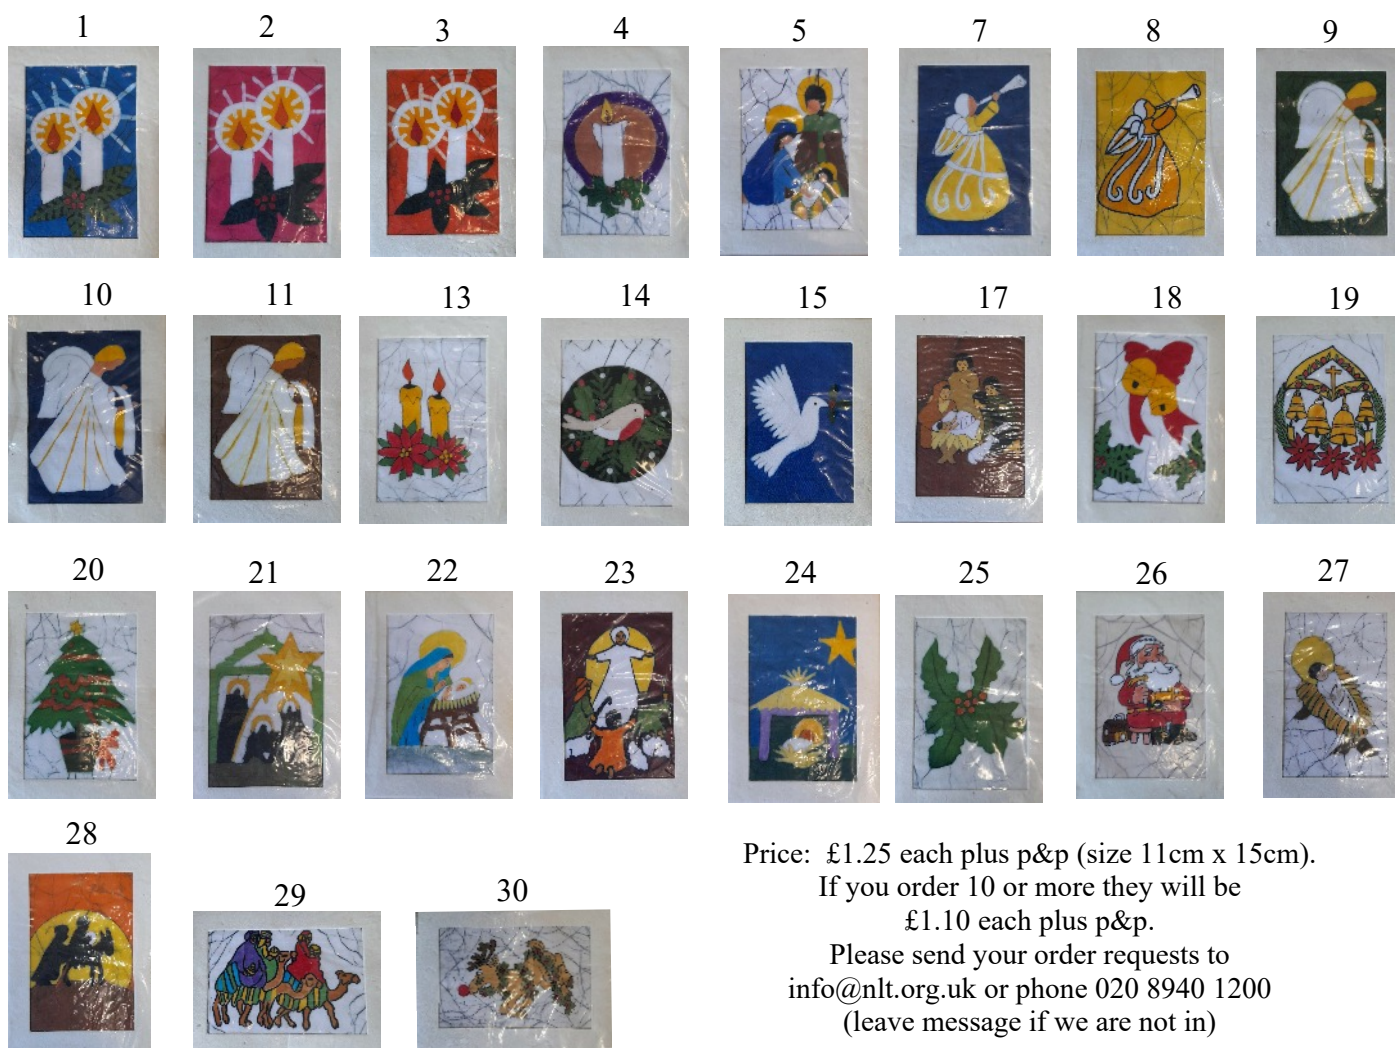 1 2 3 4 5 7 8 9
10 11 13 14 15 17 18 19
20 21 22 23 24 25 26 27
28
29 30
Price: £1.25 each plus p&p (size 11cm x 15cm).
If you order 10 or more they will be
£1.10 each plus p&p.
Please send your order requests to
info@nlt.org.uk or phone 020 8940 1200
(leave message if we are not in)